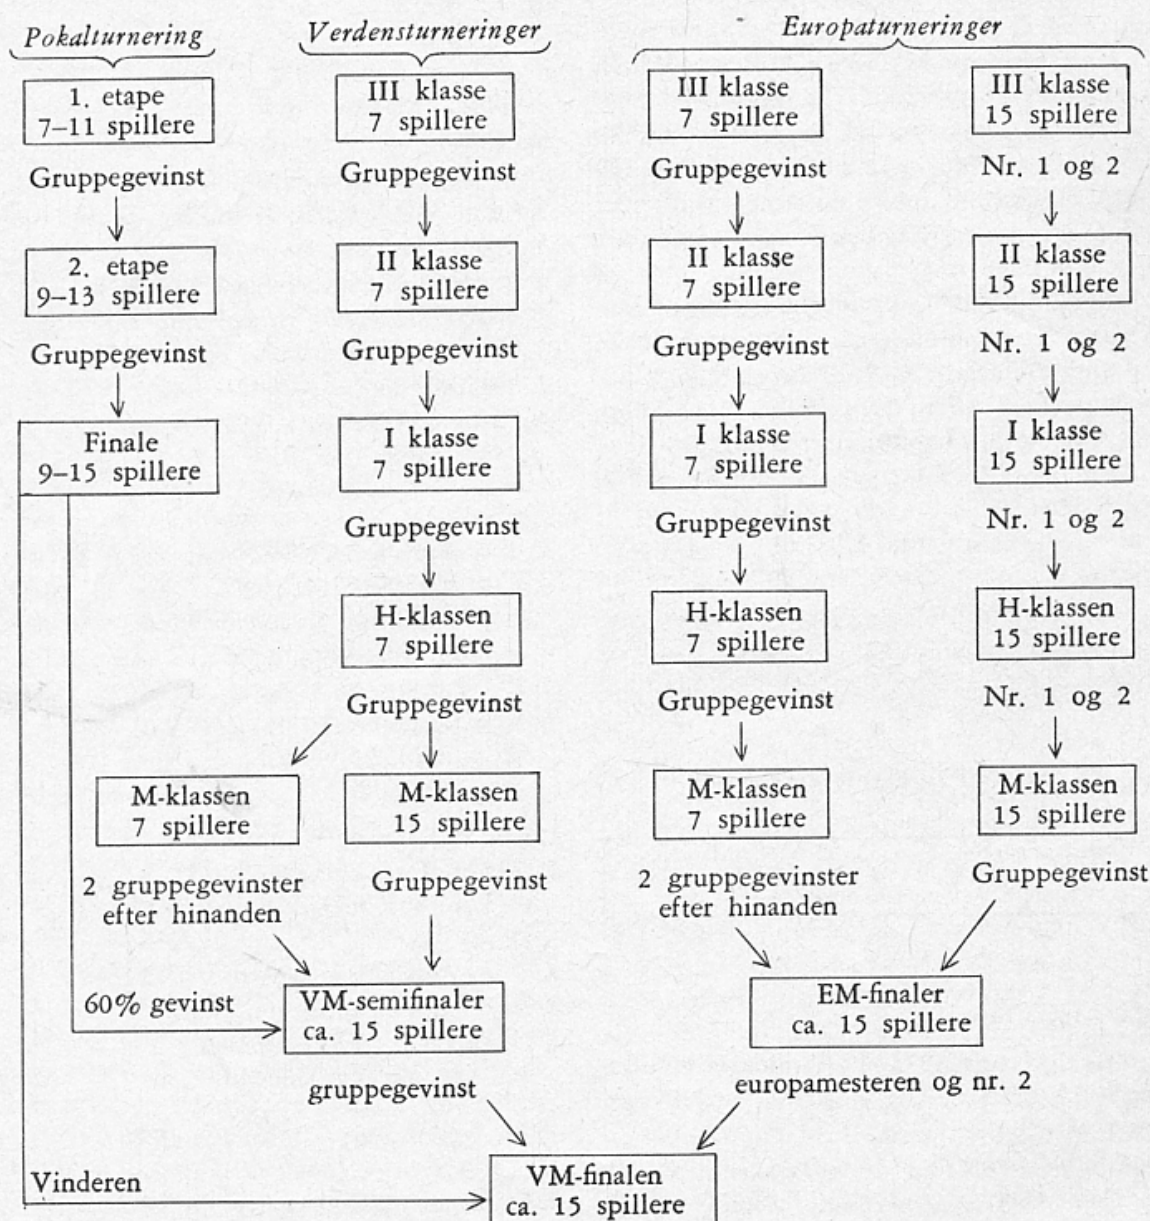 Pokalturnering
Verdensturneringer
Europaturneringer
1. etape
7–11 spillere
III klasse
7 spillere
III klasse
7 spillere
III klasse
15 spillere
Gruppegevinst
Gruppegevinst
Gruppegevinst
Nr. 1 og 2
2. etape
9–13 spillere
II klasse
7 spillere
II klasse
7 spillere
II klasse
15 spillere
Gruppegevinst
Gruppegevinst
Gruppegevinst
Nr. 1 og 2
Finale
9–15 spillere
I klasse
7 spillere
I klasse
7 spillere
I klasse
15 spillere
Gruppegevinst
Gruppegevinst
Nr. 1 og 2
H-klassen
7 spillere
H-klassen
7 spillere
H-klassen
15 spillere
Gruppegevinst
Gruppegevinst
Nr. 1 og 2
M-klassen
7 spillere
M-klassen
15 spillere
M-klassen
7 spillere
M-klassen
15 spillere
2 gruppegevinster
efter hinanden
Gruppegevinst
2 gruppegevinster
efter hinanden
Gruppegevinst
60% gevinst
VM-semifinaler
ca. 15 spillere
EM-finaler
ca. 15 spillere
gruppegevinst
europamesteren og nr. 2
Vinderen
VM-finalen
ca. 15 spillere